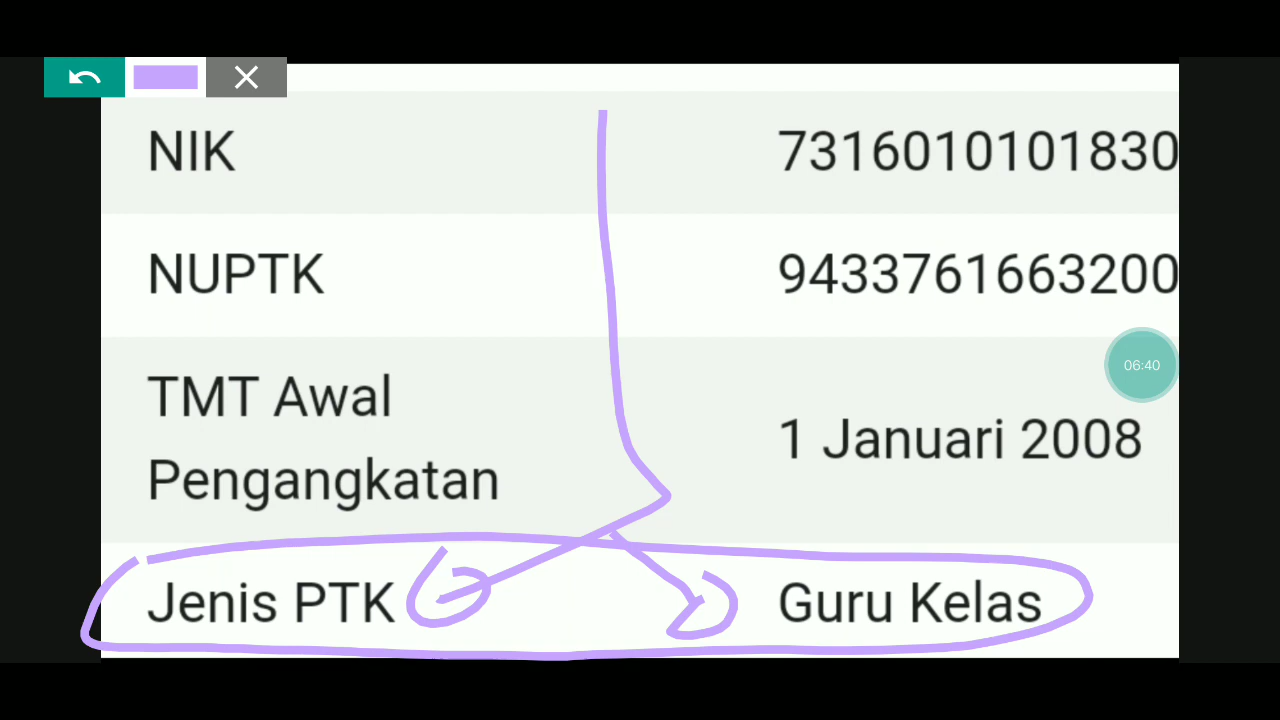 NIK 7316010101830
NUPTK 9433761663200
TMT Awal
Pengangkatan 1 Januari 2008
06:40
Jenis PTK Guru Kelas